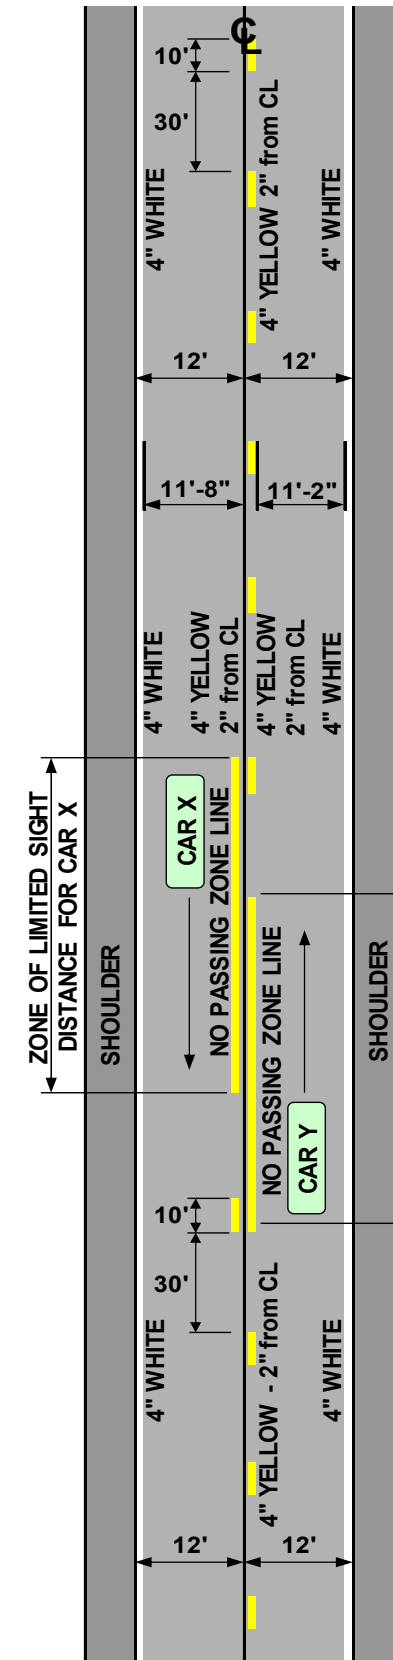 ℄
10'
30'
4" WHITE
4" YELLOW 2" from CL
4" WHITE
12'
12'
11'-8"
11'-2"
4" WHITE
4" YELLOW
2" from CL
4" YELLOW
2" from CL
4" WHITE
ZONE OF LIMITED SIGHT
DISTANCE FOR CAR X
SHOULDER
CAR X
NO PASSING ZONE LINE
NO PASSING ZONE LINE
CAR Y
SHOULDER
10'
30'
4" WHITE
4" YELLOW - 2" from CL
4" WHITE
12'
12'